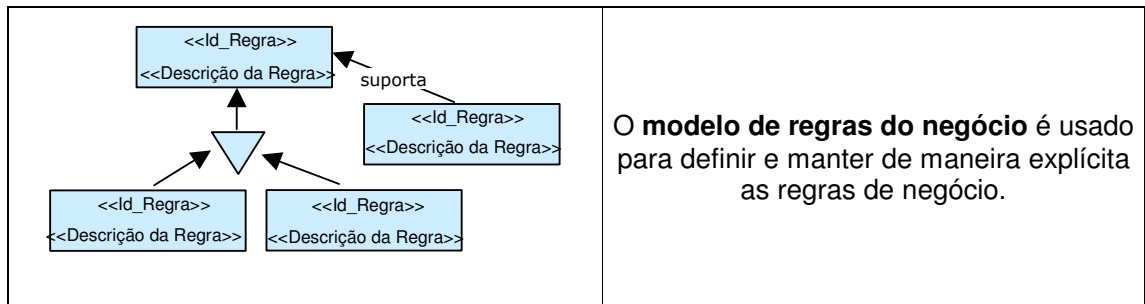 <<Id_Regra>>
<<Descrição da Regra>>
suporta
<<Id_Regra>>
<<Descrição da Regra>>
<<Id_Regra>>
<<Descrição da Regra>>
<<Id_Regra>>
<<Descrição da Regra>>
O modelo de regras do negócio é usado
para definir e manter de maneira explícita
as regras de negócio.